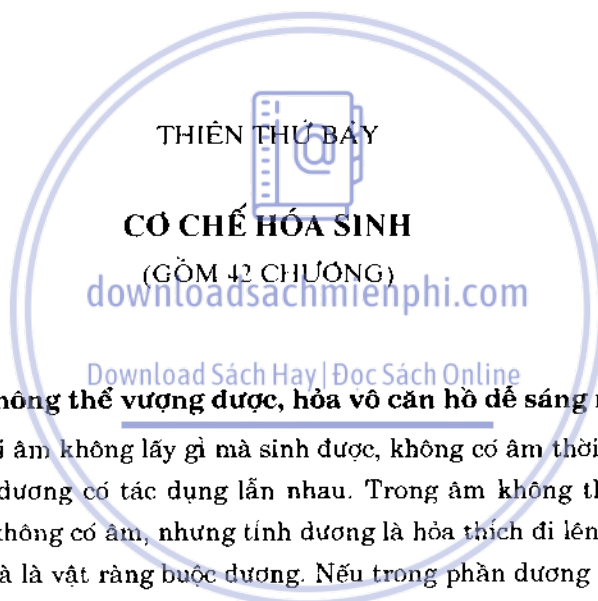 THIÊN THỨ BẢY
CƠ CHẾ HÓA SINH
(GỒM 42 CHƯƠNG)
downloadsachmienphi.com
Download Sách Hay | Đọc Sách Online
thể vượng được, hỏa vô căn hồ dễ sáng
âm không lấy gì mà sinh được, không có âm thời
dương có tác dụng lẫn nhau. Trong âm không
không có âm, nhưng tính dương là hỏa thích đi lên
là vật ràng buộc dương. Nếu trong phần dương